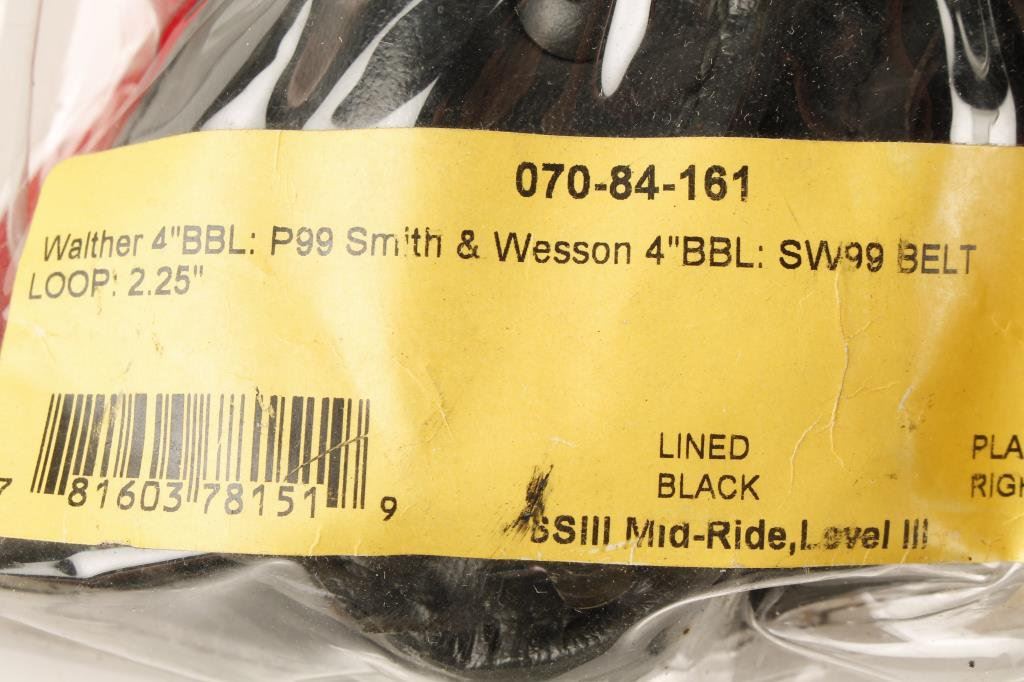 070-84-161
Walther 4"BBL: P99 Smith & Wesson 4"BBL: SW99 BELT
LOOP: 2.25"
LINED PLA
BLACK RIGH
7 81603 78151 9
SSIII Mid-Ride,Level III